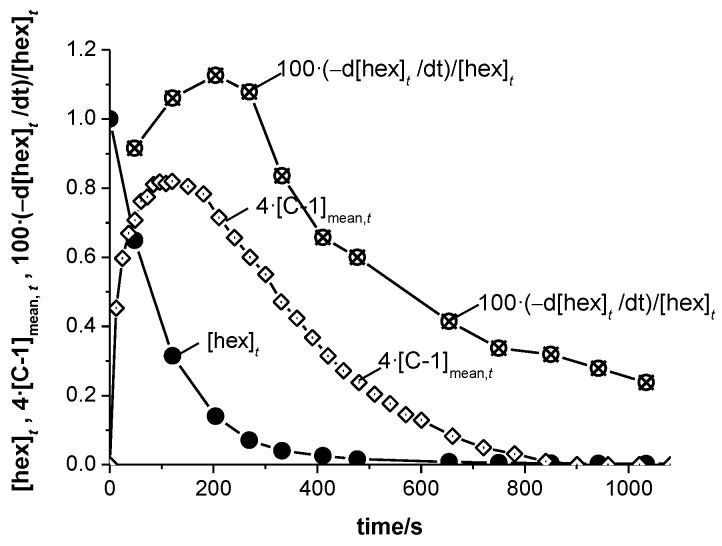 [hex]t , 4·[C-1]mean, t , 100·(–d[hex]t /dt)/[hex]t
1.2
1.0
0.8
0.6
0.4
0.2
0.0
100·(–d[hex]t /dt)/[hex]t
4·[C-1]mean,t
[hex]t
100·(–d[hex]t /dt)/[hex]t
4·[C-1]mean,t
0 200 400 600 800 1000
time/s